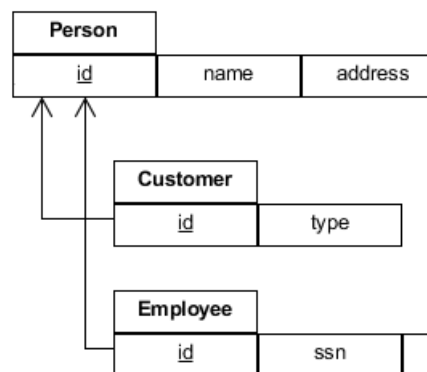 Person
id name address
Customer
id type
Employee
id ssn